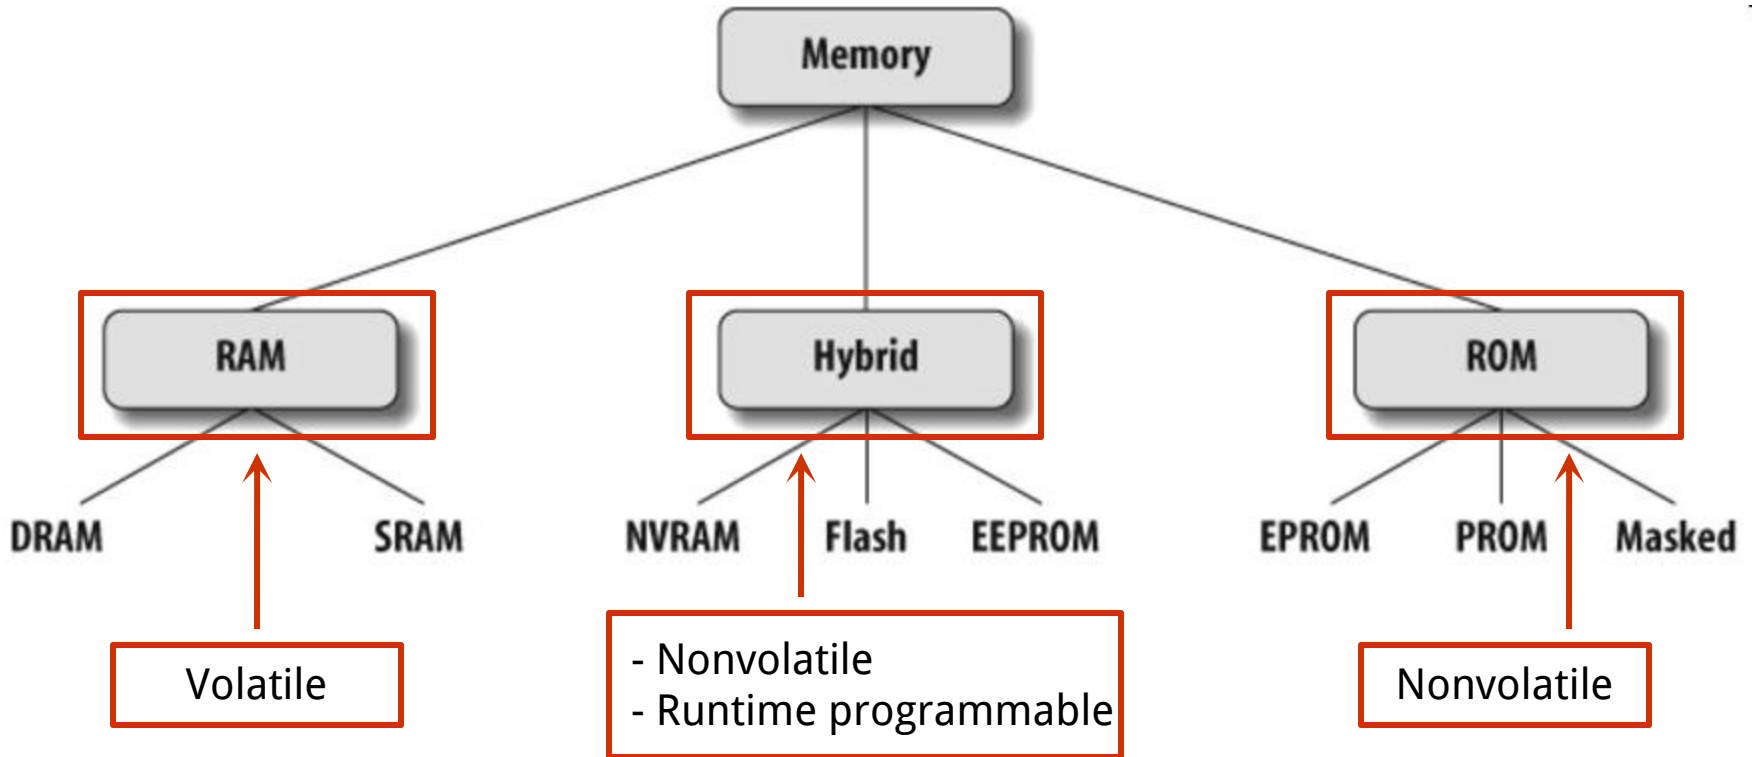 Memory
RAM
Hybrid
ROM
DRAM
SRAM
NVRAM
Flash
EEPROM
EPROM
PROM
Masked
Volatile
- Nonvolatile
- Runtime programmable
Nonvolatile